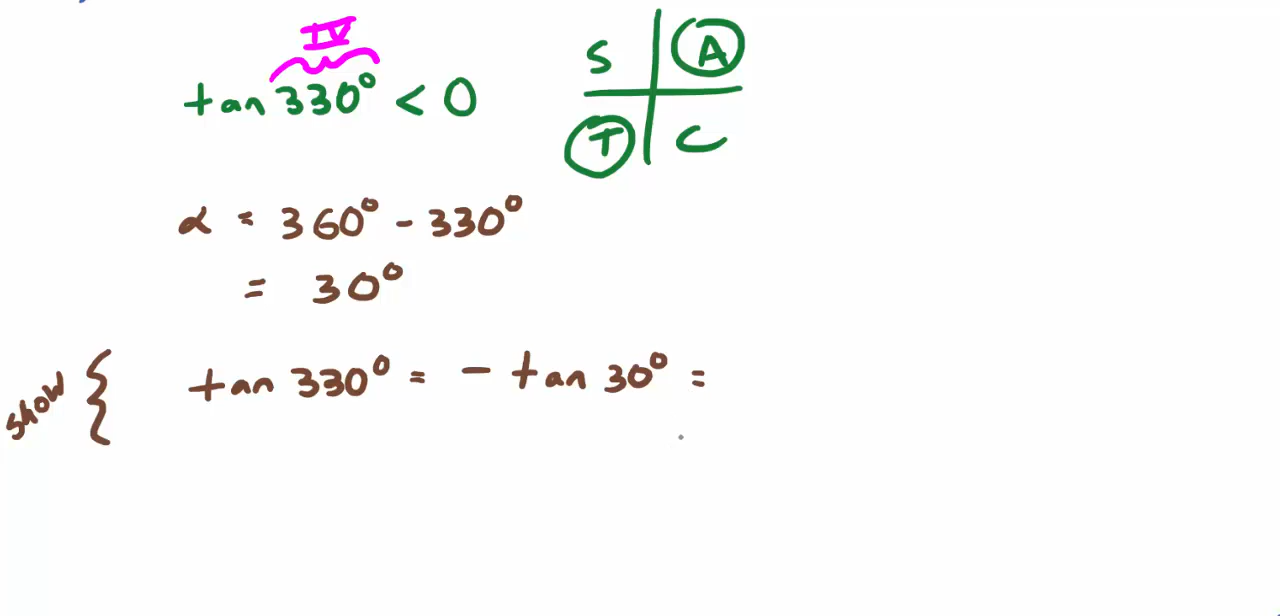 IV
tan 330° < 0
S A
T C
α = 360° - 330°
= 30°
show { tan 330° = - tan 30° =